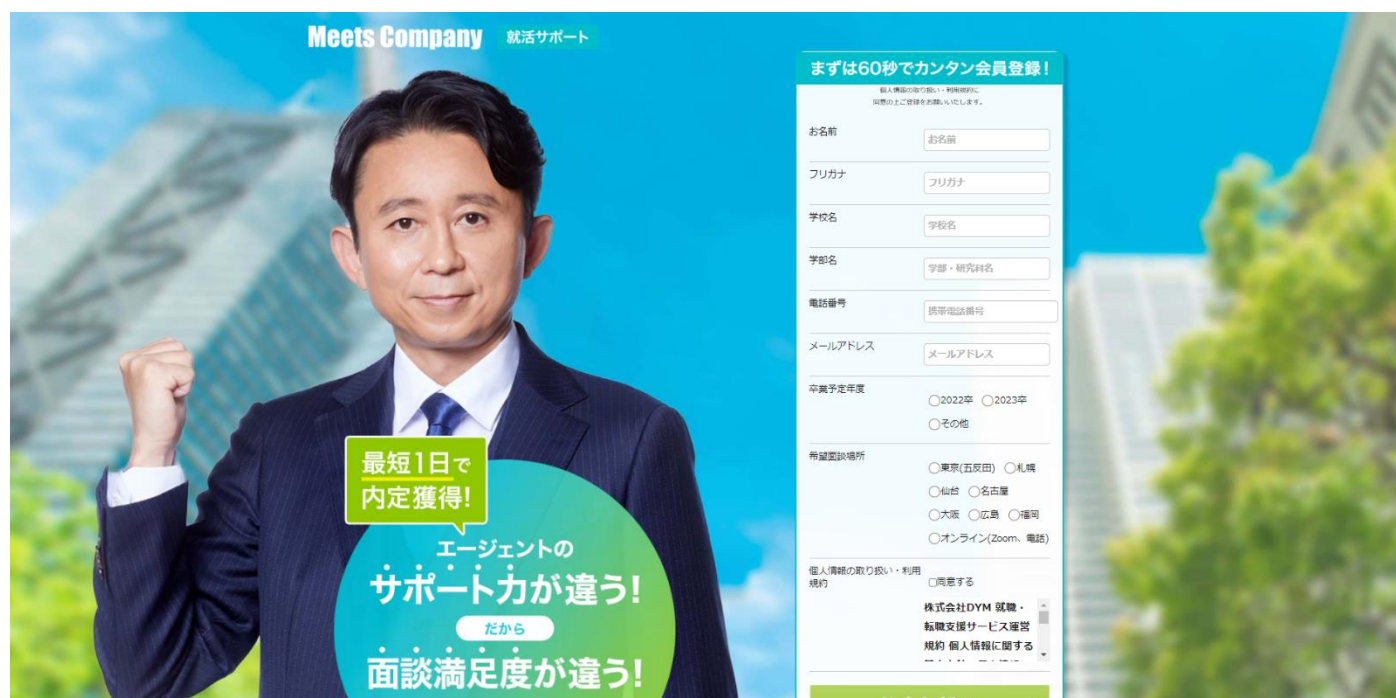 Meets Company
就活サポート
最短1日で
内定獲得!
エージェントの
サポート力が違う!
だから
面談満足度が違う!
まずは60秒でカンタン会員登録!
個人情報の取り扱い・利用規約に
同意の上ご登録をお願いいたします。
お名前
お名前
フリガナ
フリガナ
学校名
学校名
学部名
学部・研究科名
電話番号
携帯電話番号
メールアドレス
メールアドレス
卒業予定年度
2022卒 2023卒
その他
希望面談場所
東京(五反田) 札幌
仙台 名古屋
大阪 広島 福岡
オンライン(Zoom、電話)
個人情報の取り扱い・利用
規約
同意する
株式会社DYM 就職・
転職支援サービス運営
規約 個人情報に関する